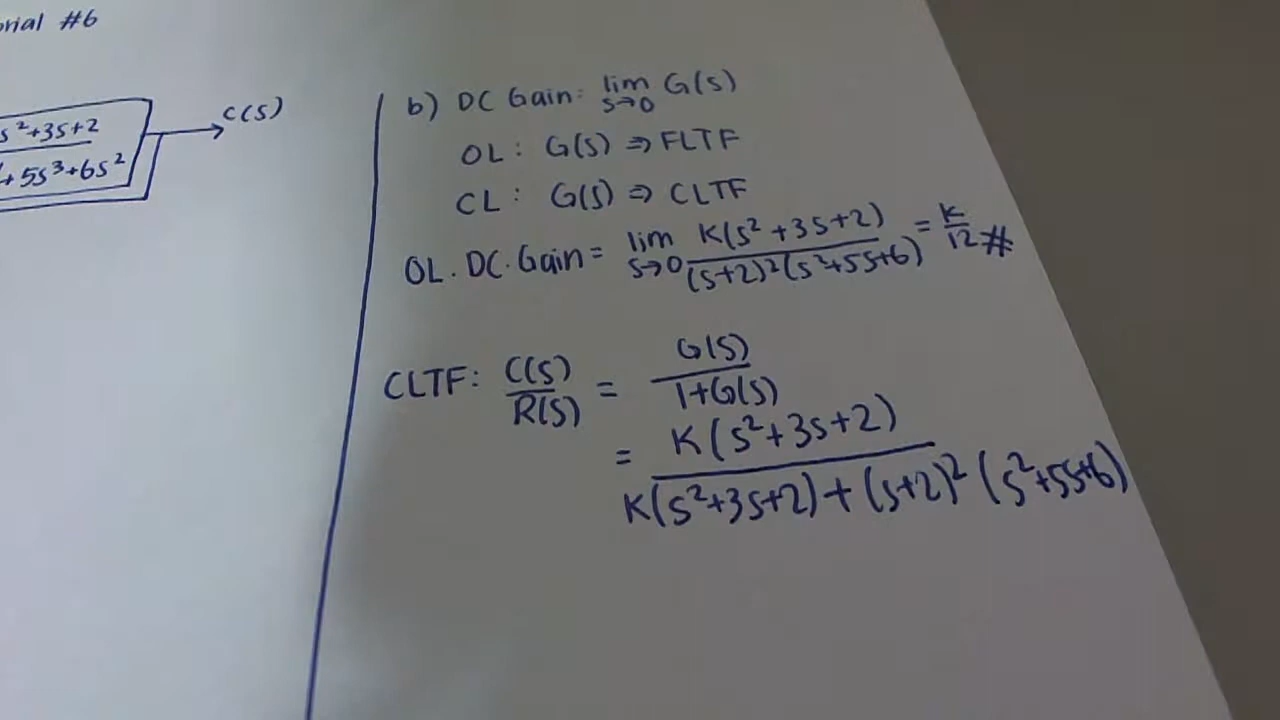 orial #6
s²+3s+2
+5s³+6s²
C(S)
b) DC Gain: lim s→0 G(s)
OL: G(s) ⇒ FLTF
CL: G(s) ⇒ CLTF
OL. DC. Gain = lim s→0 K(s²+3s+2) / (s+2)²(s²+5s+6) = K/12 #
CLTF: C(S)/R(S) = G(S) / 1+G(S)
= K(s²+3s+2) / K(s²+3s+2)+(s+2)²(s²+5s+6)